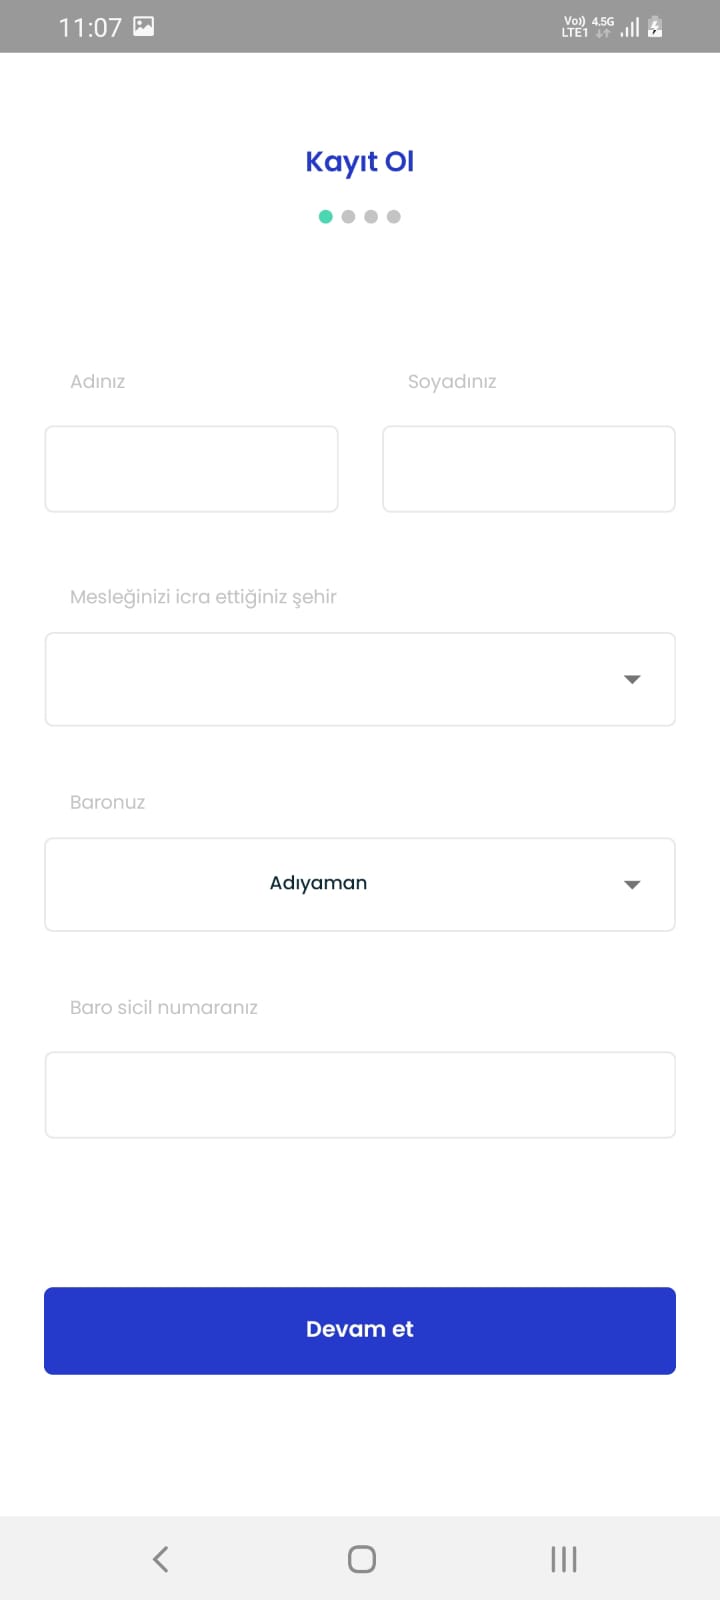 11:07
Vo)) 4.5G
LTE1
Kayıt Ol
Adınız Soyadınız
Mesleğinizi icra ettiğiniz şehir
Baronuz
Adıyaman
Baro sicil numaranız
Devam et